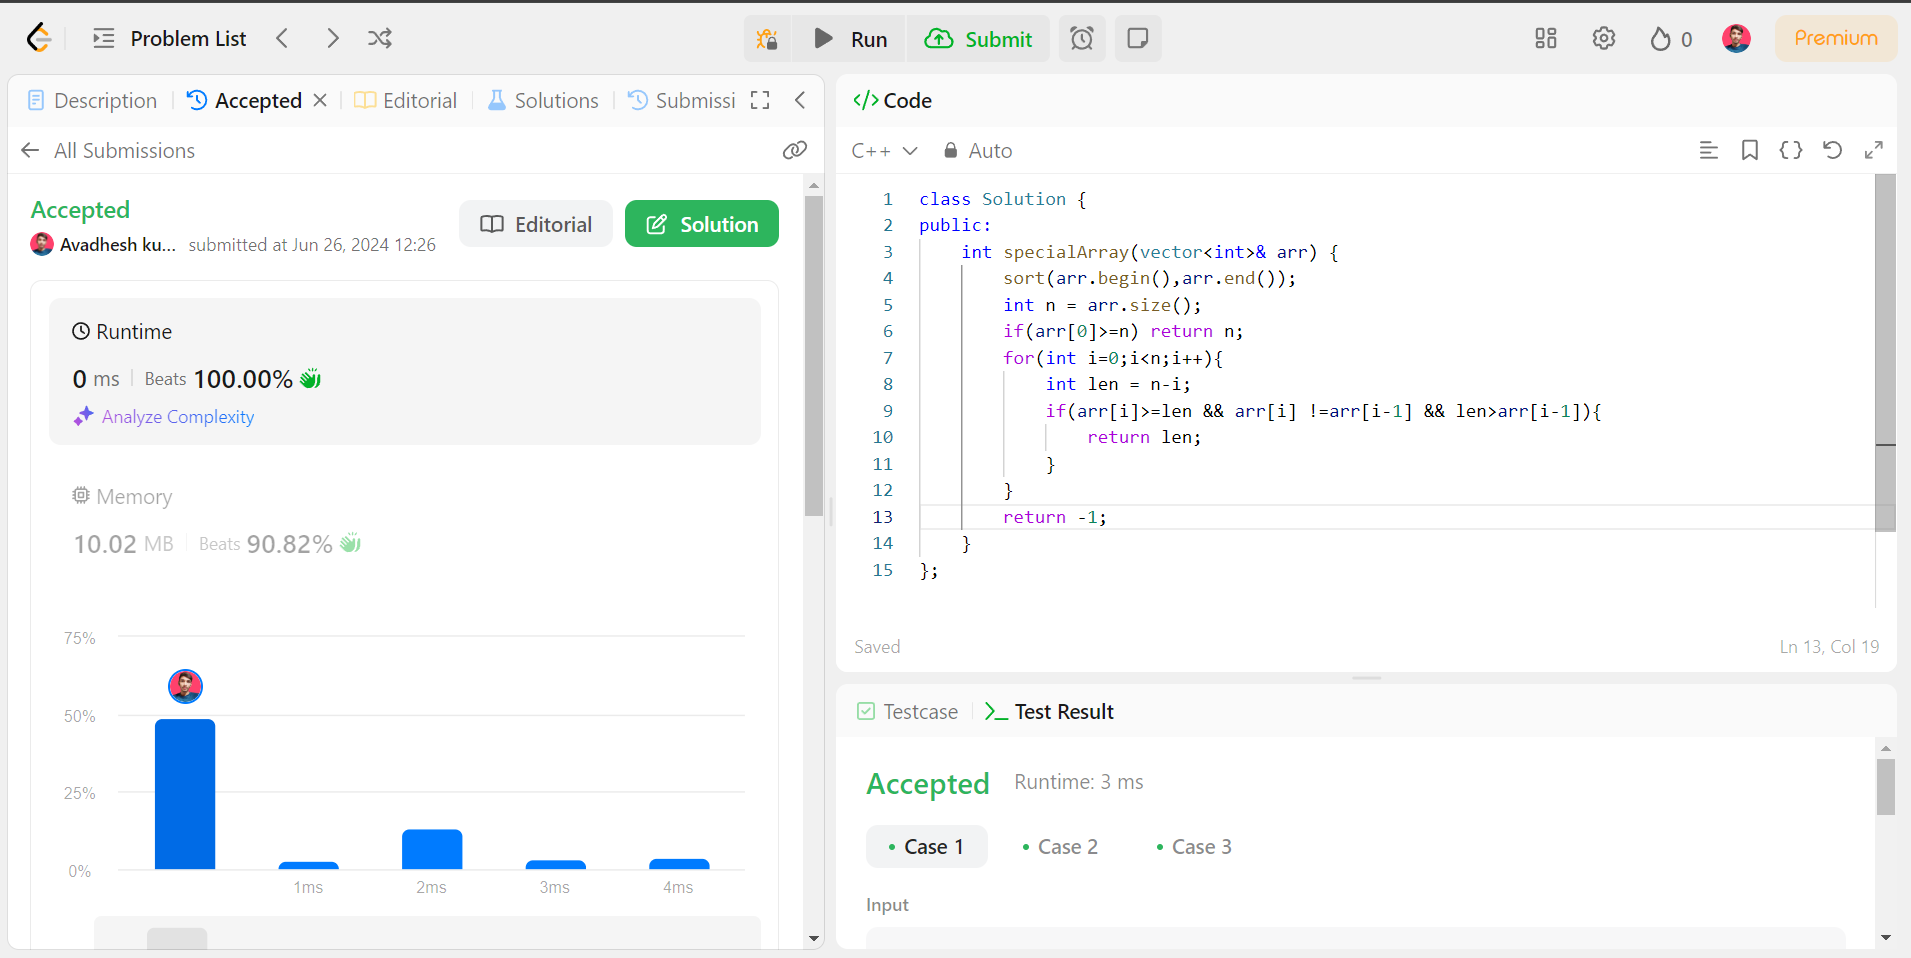 Problem List
Run
Submit
0
Premium
Description
Accepted
Editorial
Solutions
Submissi
All Submissions
Accepted
Editorial
Solution
Avadhesh ku... submitted at Jun 26, 2024 12:26
Runtime
0 ms Beats 100.00%
Analyze Complexity
Memory
10.02 MB Beats 90.82%
75%
50%
25%
0%
1ms 2ms 3ms 4ms
</> Code
C++ Auto
1 class Solution {
2 public:
3 int specialArray(vector<int>& arr) {
4 sort(arr.begin(),arr.end());
5 int n = arr.size();
6 if(arr[0]>=n) return n;
7 for(int i=0;i<n;i++){
8 int len = n-i;
9 if(arr[i]>=len && arr[i] !=arr[i-1] && len>arr[i-1]){
10 return len;
11 }
12 }
13 return -1;
14 }
15 };
Saved
Ln 13, Col 19
Testcase
Test Result
Accepted Runtime: 3 ms
Case 1
Case 2
Case 3
Input